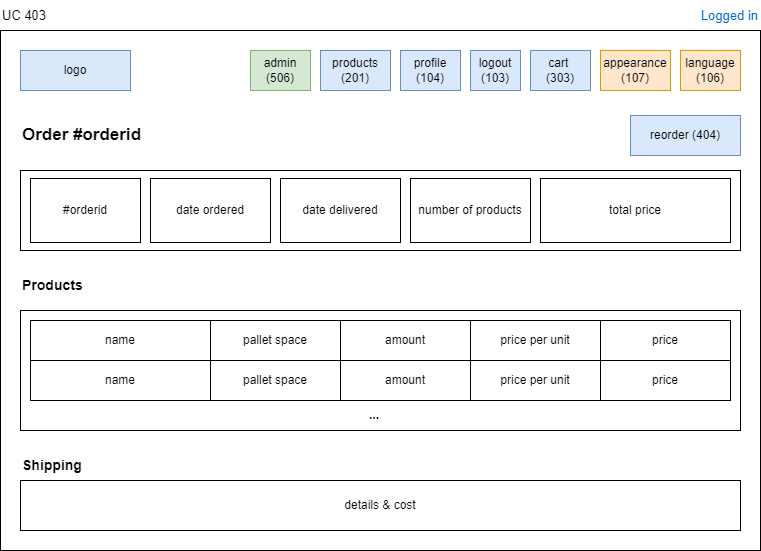 UC 403
Logged in
logo
admin
(506)
products
(201)
profile
(104)
logout
(103)
cart
(303)
appearance
(107)
language
(106)
Order #orderid
reorder (404)
#orderid
date ordered
date delivered
number of products
total price
Products
name
pallet space
amount
price per unit
price
name
pallet space
amount
price per unit
price
...
Shipping
details & cost